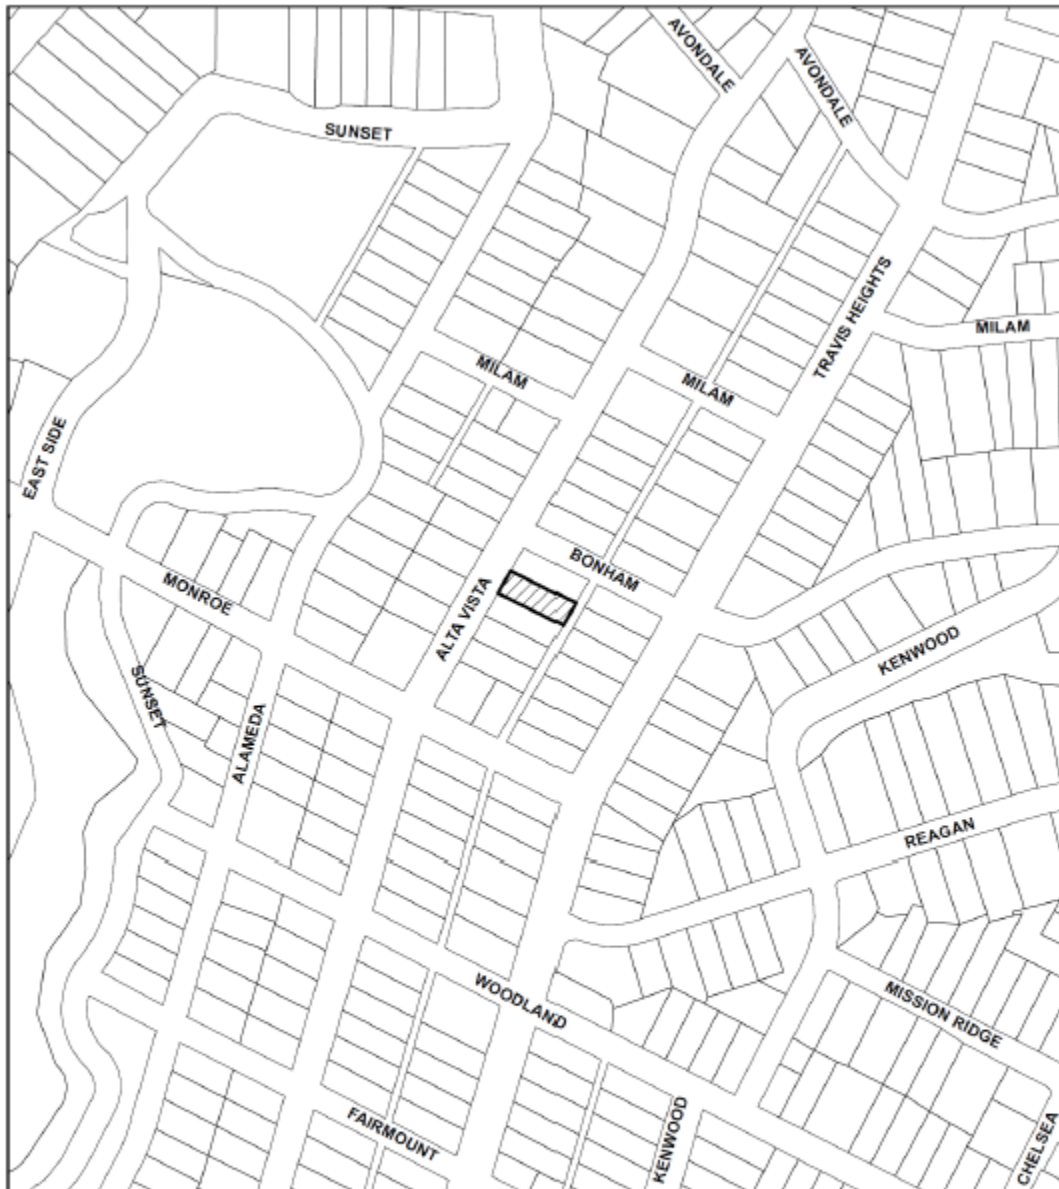 AVONDALE
AVONDALE
SUNSET
TRAVIS HEIGHTS
MILAM
MILAM
MILAM
EAST SIDE
BONHAM
MONROE
ALTA VISTA
KENWOOD
SUNSET
ALAMEDA
REAGAN
WOODLAND
MISSION RIDGE
FAIRMOUNT
KENWOOD
CHELSEA